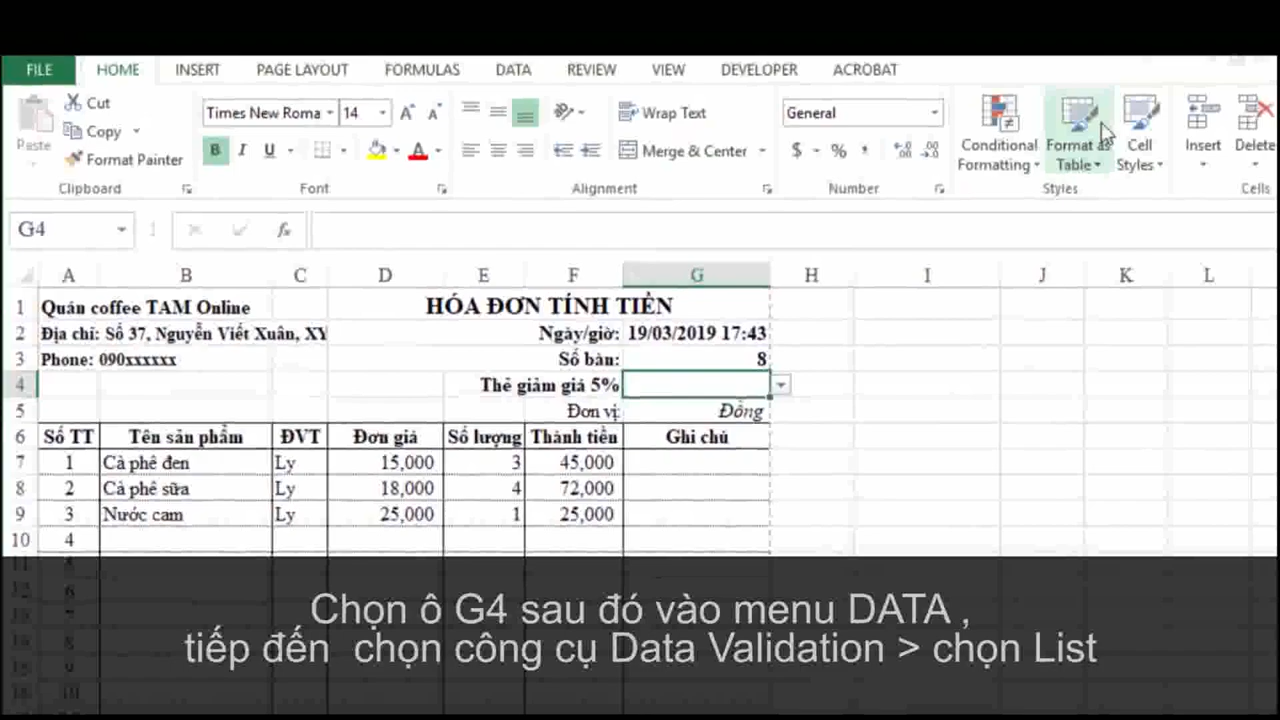 FILE HOME INSERT PAGE LAYOUT FORMULAS DATA REVIEW VIEW DEVELOPER ACROBAT
Paste
Cut
Copy
Format Painter
Clipboard
Times New Roma 14
B I U
A
Font
Wrap Text
Merge & Center
Alignment
General
$ % ,
Number
Conditional Formatting
Format as Table
Cell Styles
Styles
Insert
Delete
Cells
G4 fx
A B C D E F G H I J K L
1 Quán coffee TAM Online HÓA ĐƠN TÍNH TIỀN
2 Địa chỉ: Số 37, Nguyễn Viết Xuân, XY Ngày/giờ: 19/03/2019 17:43
3 Phone: 090xxxxxx Số bàn: 8
4 Thẻ giảm giá 5%
5 Đơn vị: Đồng
6 Số TT Tên sản phẩm ĐVT Đơn giá Số lượng Thành tiền Ghi chú
7 1 Cà phê đen Ly 15,000 3 45,000
8 2 Cà phê sữa Ly 18,000 4 72,000
9 3 Nước cam Ly 25,000 1 25,000
10 4
Chọn ô G4 sau đó vào menu DATA ,
tiếp đến chọn công cụ Data Validation > chọn List